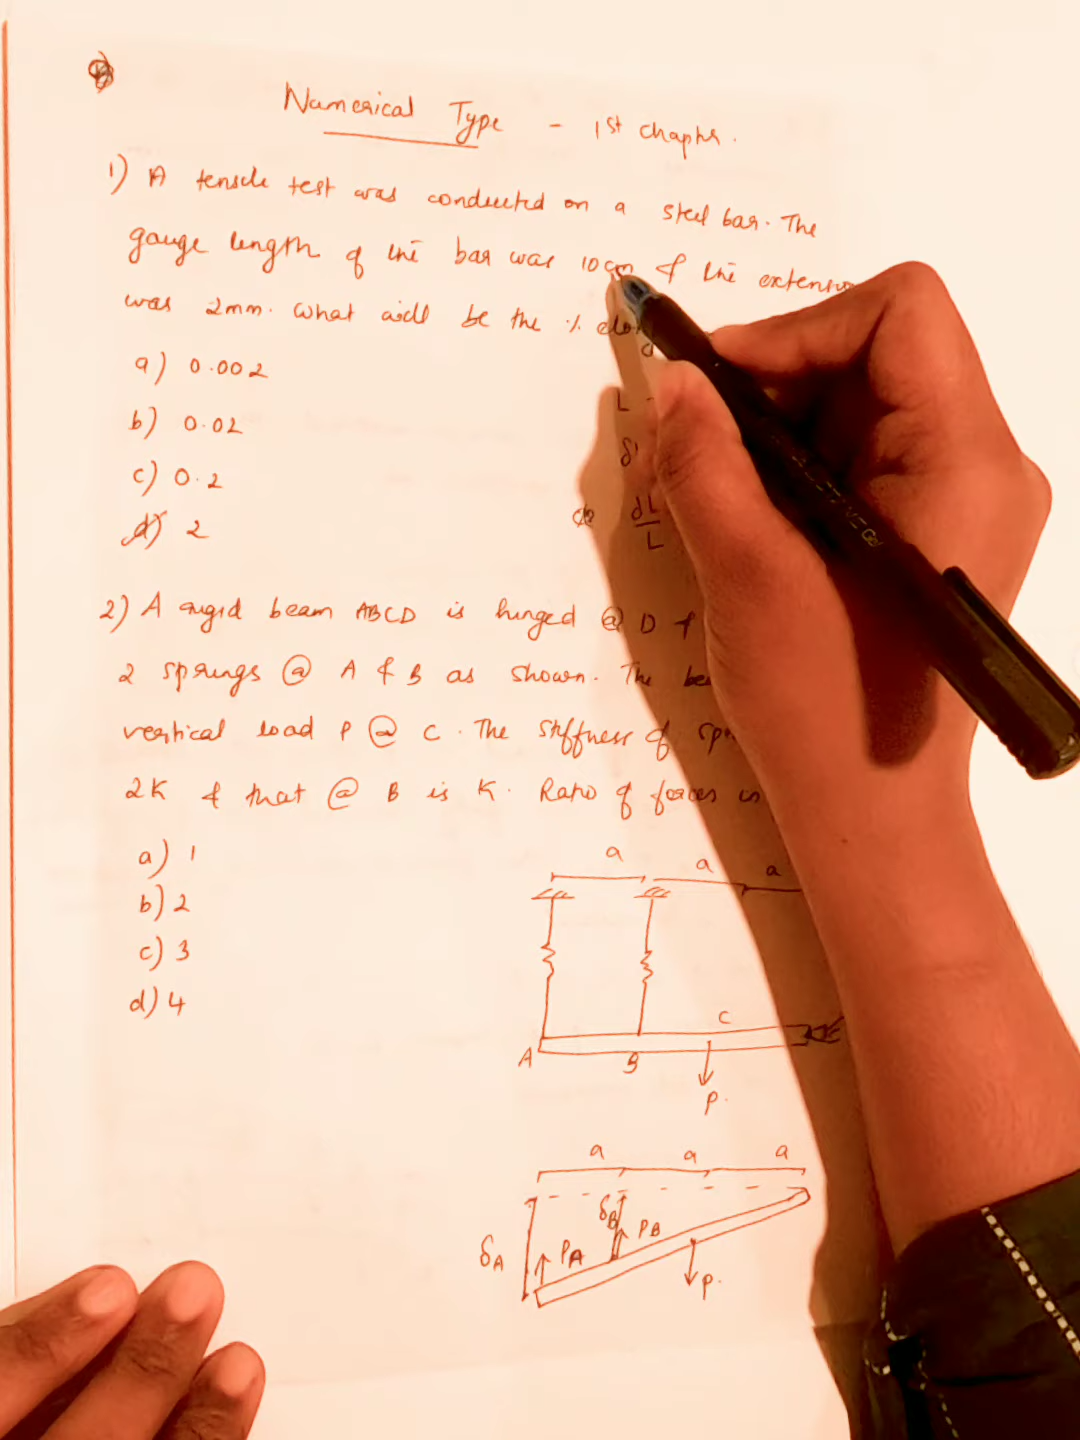 Numerical Type - 1st chapter.
1) A tensile test was conducted on a steel bar. The
gauge length of the bar was 10cm & the
was 2mm. What will be the %
a) 0.002
b) 0.02
c) 0.2
d) 2
L
δ
dL
L
2) A rigid beam ABCD is hinged @ D &
2 springs @ A & B as shown. The
vertical load P @ C. The stiffness of
2K & that @ B is K. Ratio of forces in
a) 1
b) 2
c) 3
d) 4
a a a
C
A B
P.
a a a
δA PA δB PB
P.